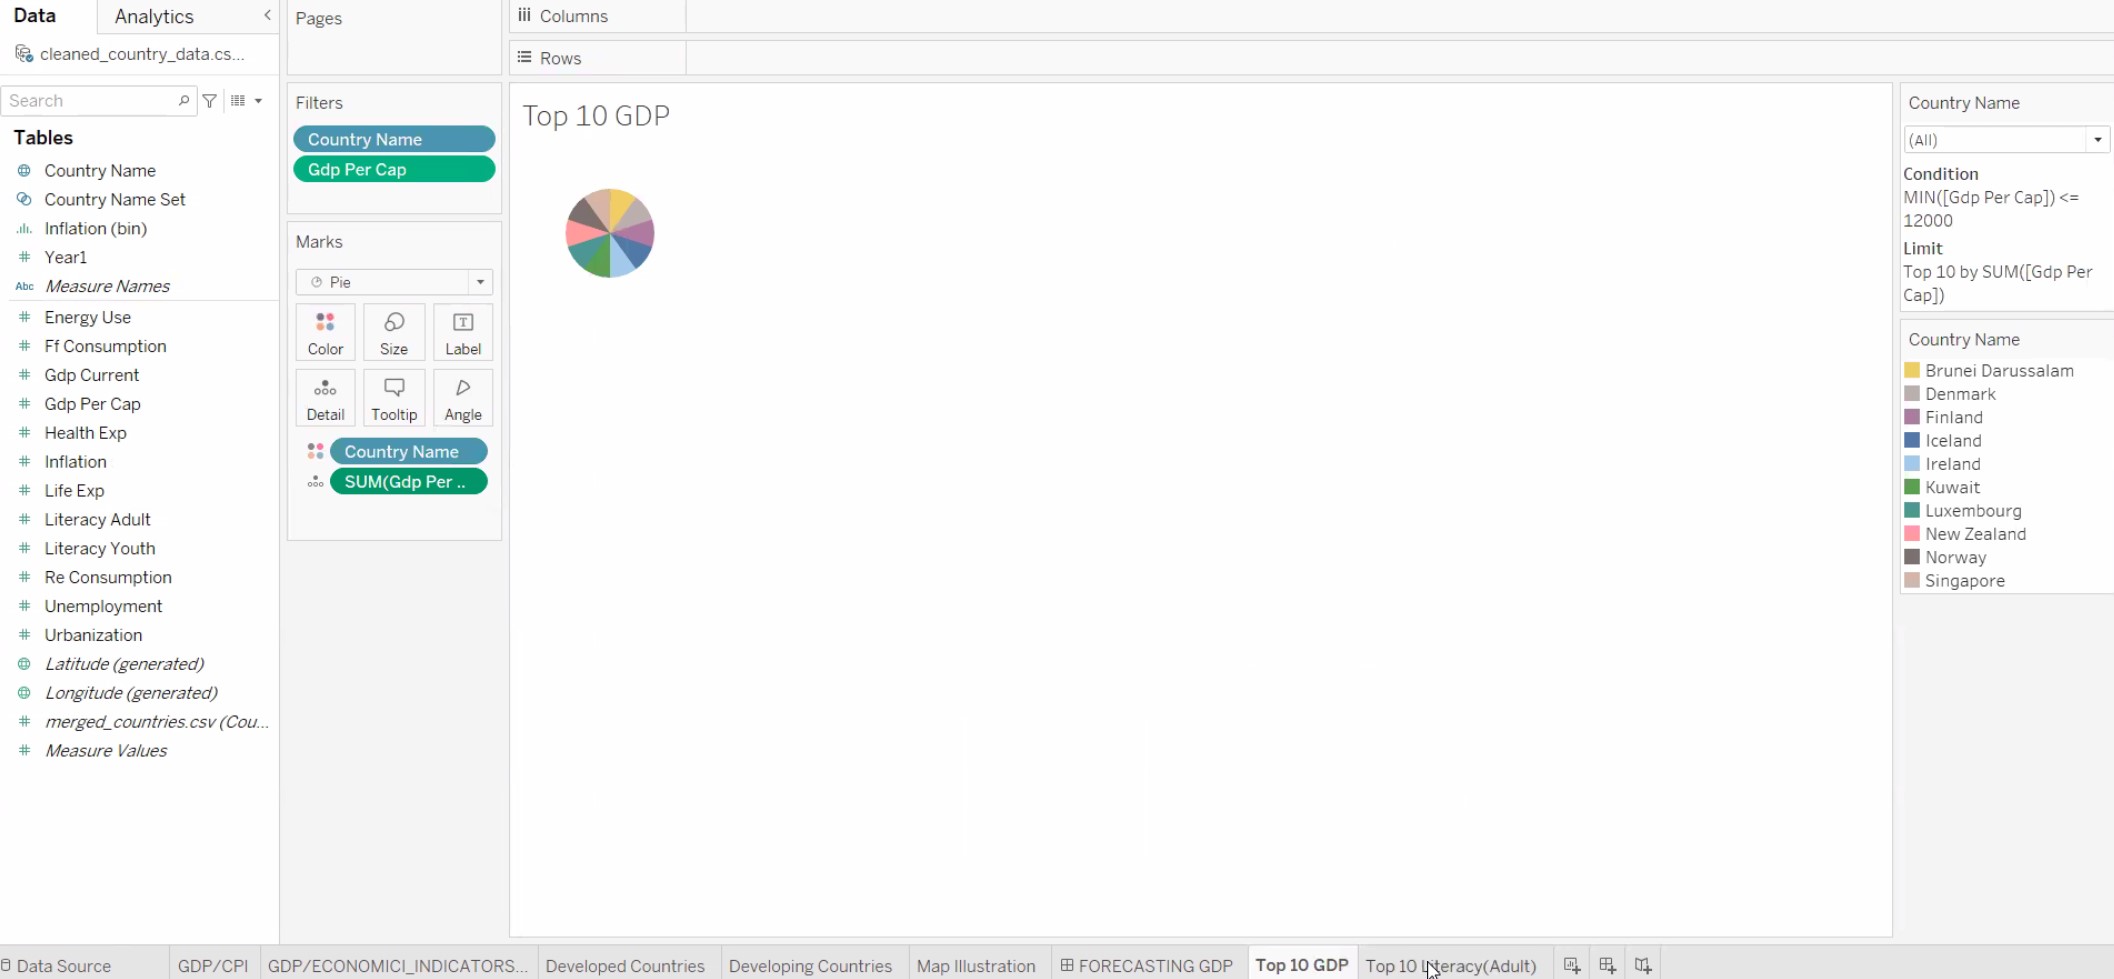 Data
Analytics
cleaned_country_data.cs...
Search
Tables
Country Name
Country Name Set
Inflation (bin)
Year1
Abc Measure Names
Energy Use
Ff Consumption
Gdp Current
Gdp Per Cap
Health Exp
Inflation
Life Exp
Literacy Adult
Literacy Youth
Re Consumption
Unemployment
Urbanization
Latitude (generated)
Longitude (generated)
merged_countries.csv (Cou...
Measure Values
Pages
Filters
Country Name
Gdp Per Cap
Marks
Pie
Color Size Label
Detail Tooltip Angle
Country Name
SUM(Gdp Per ..
Columns
Rows
Top 10 GDP
Country Name
(All)
Condition
MIN([Gdp Per Cap]) <=
12000
Limit
Top 10 by SUM([Gdp Per
Cap])
Country Name
Brunei Darussalam
Denmark
Finland
Iceland
Ireland
Kuwait
Luxembourg
New Zealand
Norway
Singapore
Data Source GDP/CPI GDP/ECONOMICI_INDICATORS... Developed Countries Developing Countries Map Illustration FORECASTING GDP Top 10 GDP Top 10 Literacy(Adult)